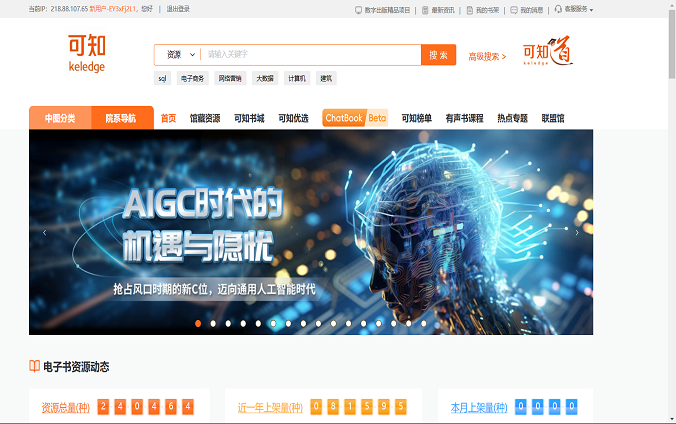 当前IP：218.88.107.65 新用户-EY3xEj2L1，您好 | 退出登录
数字出版精品项目 | 最新资讯 | 我的书架 | 我的消息 | 客服服务
可知
keledge
资源 请输入关键字 搜 索 高级搜索 >
可知道
keledge
sql 电子商务 网络营销 大数据 计算机 建筑
中图分类 院系导航 首页 馆藏资源 可知书城 可知优选 ChatBook Beta 可知榜单 有声书课程 热点专题 联盟馆
AIGC时代的
机遇与隐忧
抢占风口时期的新C位，迈向通用人工智能时代
电子书资源动态
资源总量(种) 2 4 0 4 6 4
近一年上架量(种) 0 8 1 5 9 5
本月上架量(种) 0 0 0 0